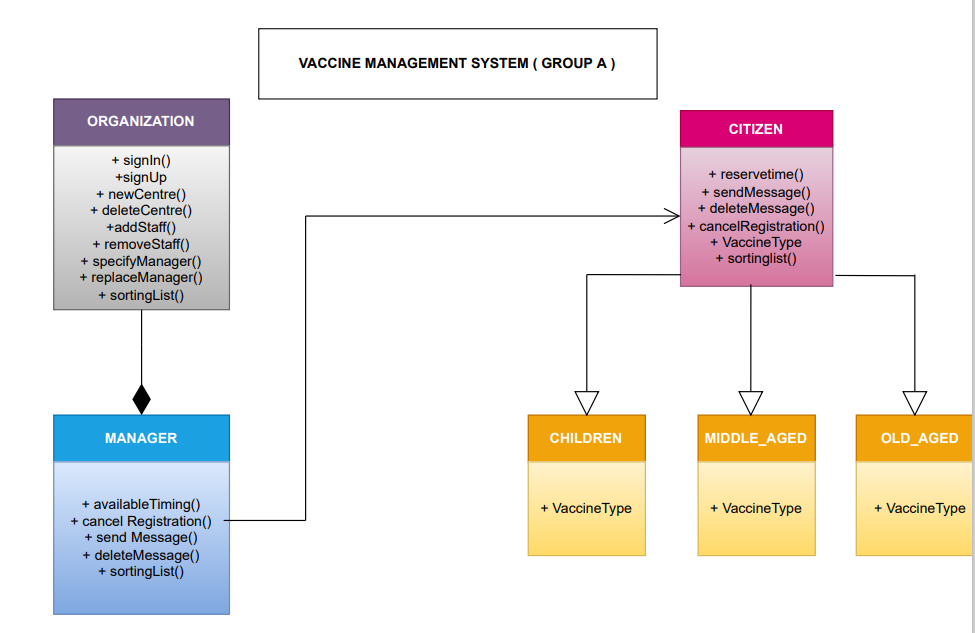 VACCINE MANAGEMENT SYSTEM ( GROUP A )
ORGANIZATION
+ signIn()
+signUp
+ newCentre()
+ deleteCentre()
+addStaff()
+ removeStaff()
+ specifyManager()
+ replaceManager()
+ sortingList()
CITIZEN
+ reservetime()
+ sendMessage()
+ deleteMessage()
+ cancelRegistration()
+ VaccineType
+ sortinglist()
MANAGER
+ availableTiming()
+ cancel Registration()
+ send Message()
+ deleteMessage()
+ sortingList()
CHILDREN
+ VaccineType
MIDDLE_AGED
+ VaccineType
OLD_AGED
+ VaccineType